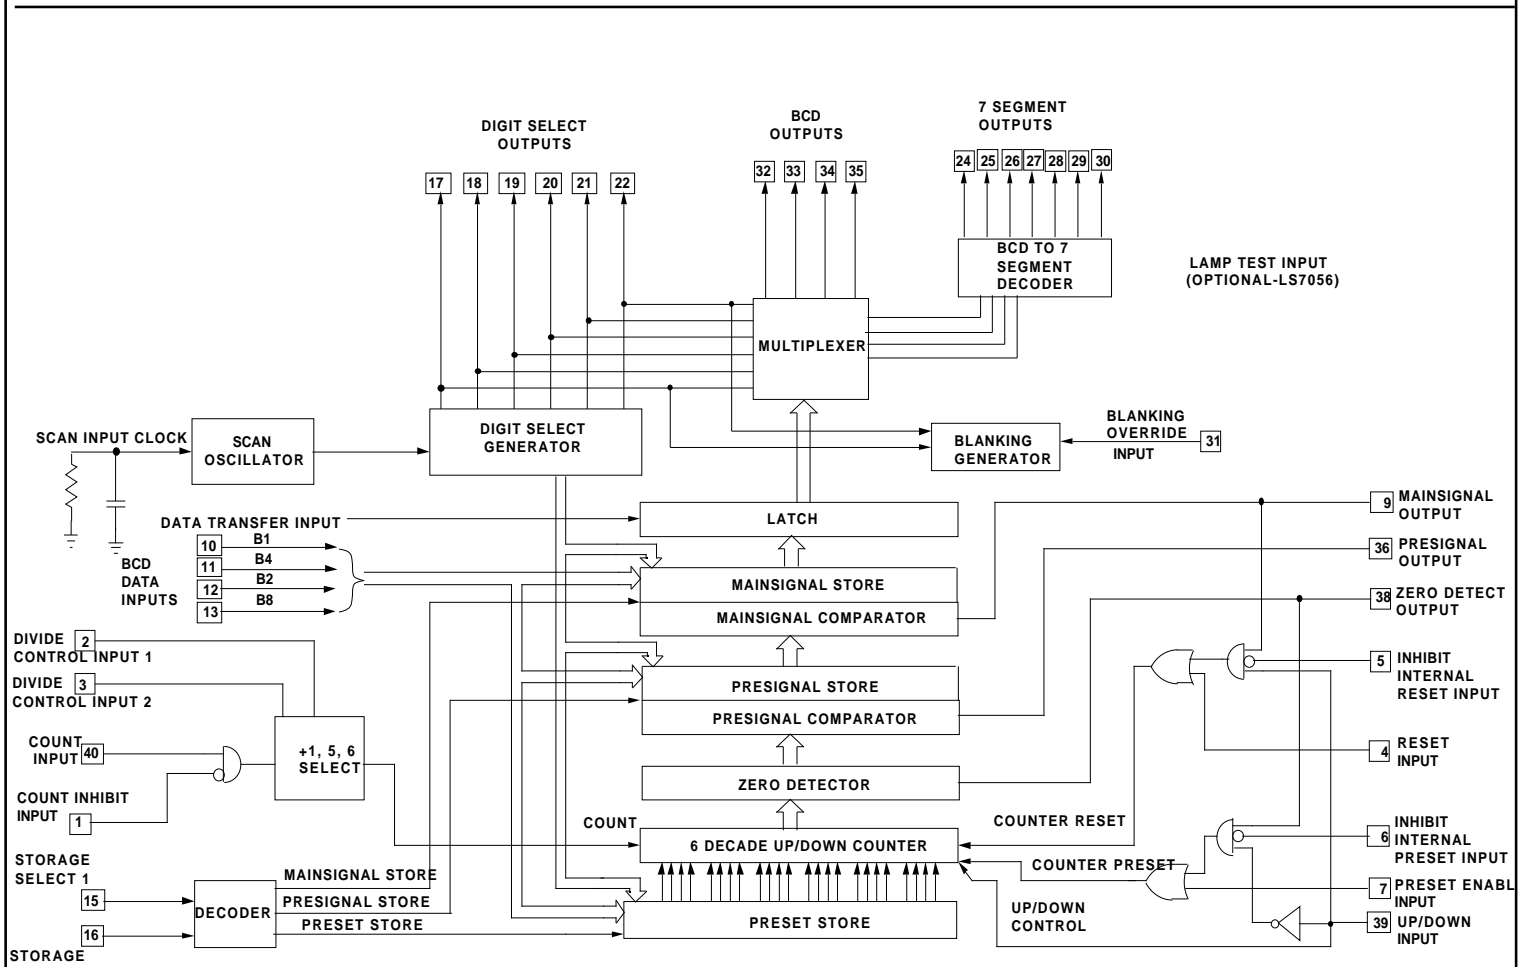 DIGIT SELECT
OUTPUTS
BCD
OUTPUTS
7 SEGMENT
OUTPUTS
17
18
19
20
21
22
32
33
34
35
24
25
26
27
28
29
30
BCD TO 7
SEGMENT
DECODER
LAMP TEST INPUT
(OPTIONAL-LS7056)
MULTIPLEXER
SCAN INPUT CLOCK
SCAN
OSCILLATOR
DIGIT SELECT
GENERATOR
BLANKING
GENERATOR
BLANKING
OVERRIDE
INPUT
31
DATA TRANSFER INPUT
LATCH
9
MAINSIGNAL
OUTPUT
BCD
DATA
INPUTS
10
B1
11
B4
12
B2
13
B8
MAINSIGNAL STORE
MAINSIGNAL COMPARATOR
36
PRESIGNAL
OUTPUT
38
ZERO DETECT
OUTPUT
DIVIDE
CONTROL INPUT 1
2
DIVIDE
CONTROL INPUT 2
3
PRESIGNAL STORE
PRESIGNAL COMPARATOR
5
INHIBIT
INTERNAL
RESET INPUT
COUNT
INPUT
40
+1, 5, 6
SELECT
4
RESET
INPUT
COUNT INHIBIT
INPUT
1
ZERO DETECTOR
COUNT
6 DECADE UP/DOWN COUNTER
COUNTER RESET
COUNTER PRESET
6
INHIBIT
INTERNAL
PRESET INPUT
STORAGE
SELECT 1
15
16
STORAGE
DECODER
MAINSIGNAL STORE
PRESIGNAL STORE
PRESET STORE
PRESET STORE
UP/DOWN
CONTROL
7
PRESET ENABL
INPUT
39
UP/DOWN
INPUT